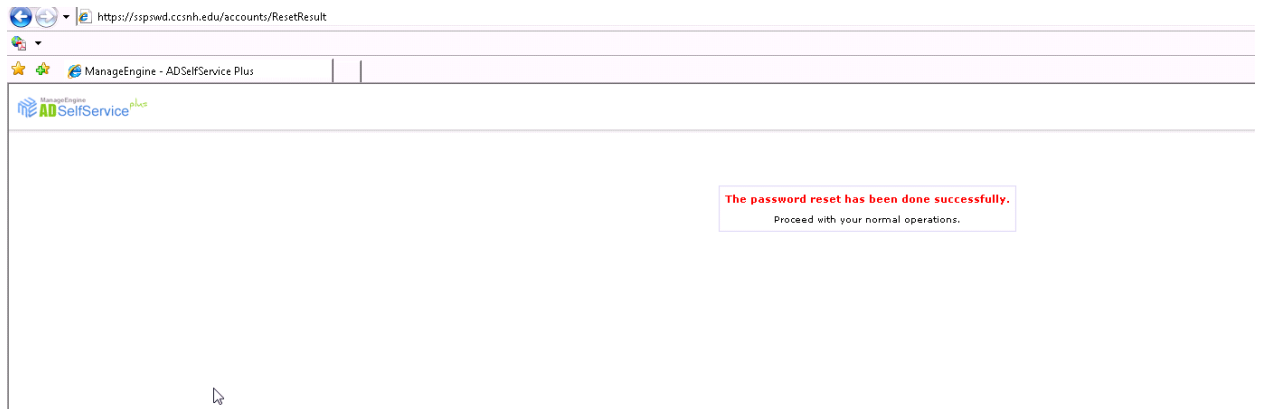 https://sspswd.ccsnh.edu/accounts/ResetResult
ManageEngine - ADSelfService Plus
ManageEngine
ADSelfService plus
The password reset has been done successfully.
Proceed with your normal operations.